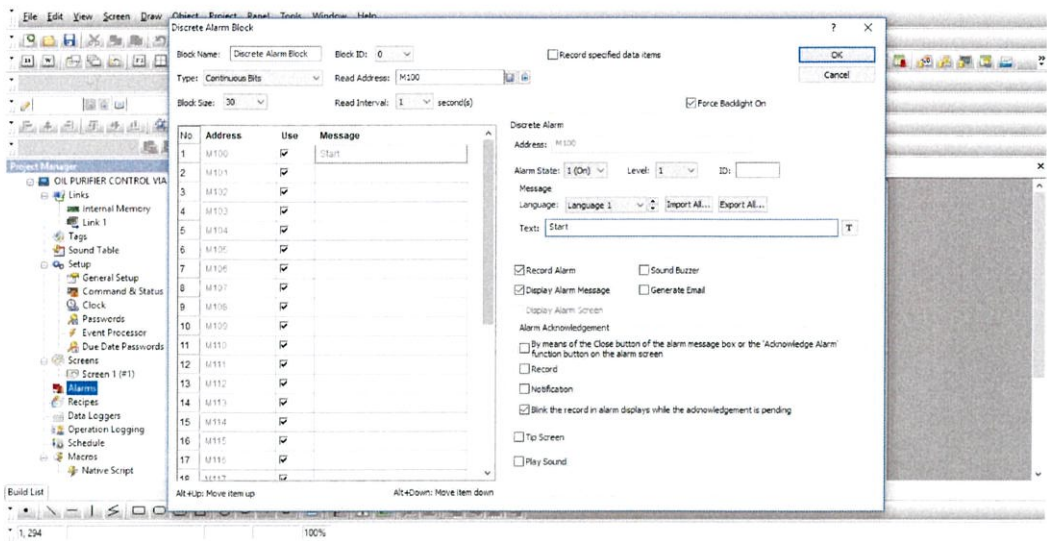 File Edit View Screen Draw Object Project Panel Tools Window Help
Discrete Alarm Block
? X
Block Name: Discrete Alarm Block Block ID: 0
Record specified data items
OK
Type: Continuous Bits Read Address: M100
Cancel
Block Size: 30 Read Interval: 1 second(s)
Force Backlight On
No. Address Use Message
1 M100 Start
2 M101
3 M102
4 M103
5 M104
6 M105
7 M106
8 M107
9 M108
10 M109
11 M110
12 M111
13 M112
14 M113
15 M114
16 M115
17 M116
18 M117
Alt+Up: Move item up Alt+Down: Move item down
Discrete Alarm
Address: M100
Alarm State: 1 (On) Level: 1 ID:
Message
Language: Language 1 Import All... Export All...
Text: Start T
Record Alarm Sound Buzzer
Display Alarm Message Generate Email
Display Alarm Screen
Alarm Acknowledgement
By means of the Close button of the alarm message box or the 'Acknowledge Alarm'
function button on the alarm screen
Record
Notification
Blink the record in alarm displays while the acknowledgement is pending
Tip Screen
Play Sound
Project Manager
OIL PURIFIER CONTROL VIA
Links
Internal Memory
Link 1
Tags
Sound Table
Setup
General Setup
Command & Status
Clock
Passwords
Event Processor
Due Date Passwords
Screens
Screen 1 (#1)
Alarms
Recipes
Data Loggers
Operation Logging
Schedule
Macros
Native Script
Build List
1, 294 100%